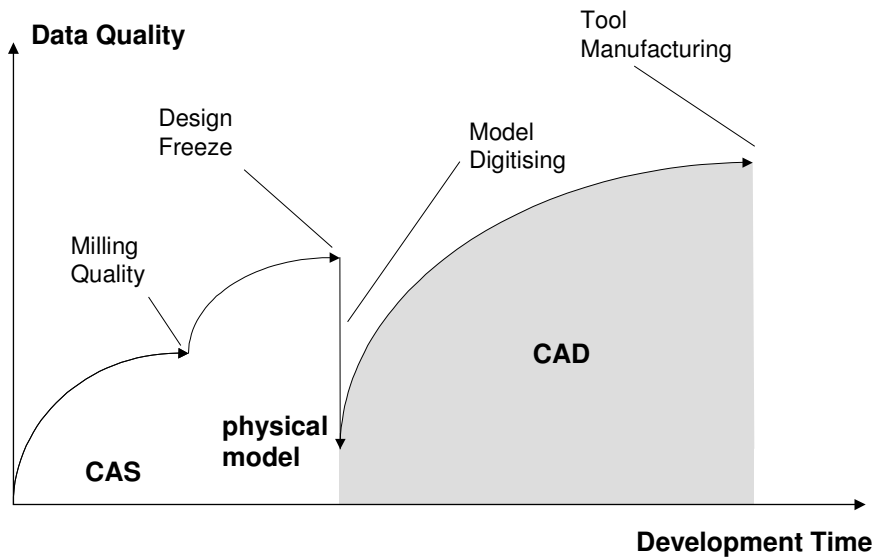 Data Quality
Tool
Manufacturing
Design
Freeze
Model
Digitising
Milling
Quality
CAD
physical
model
CAS
Development Time